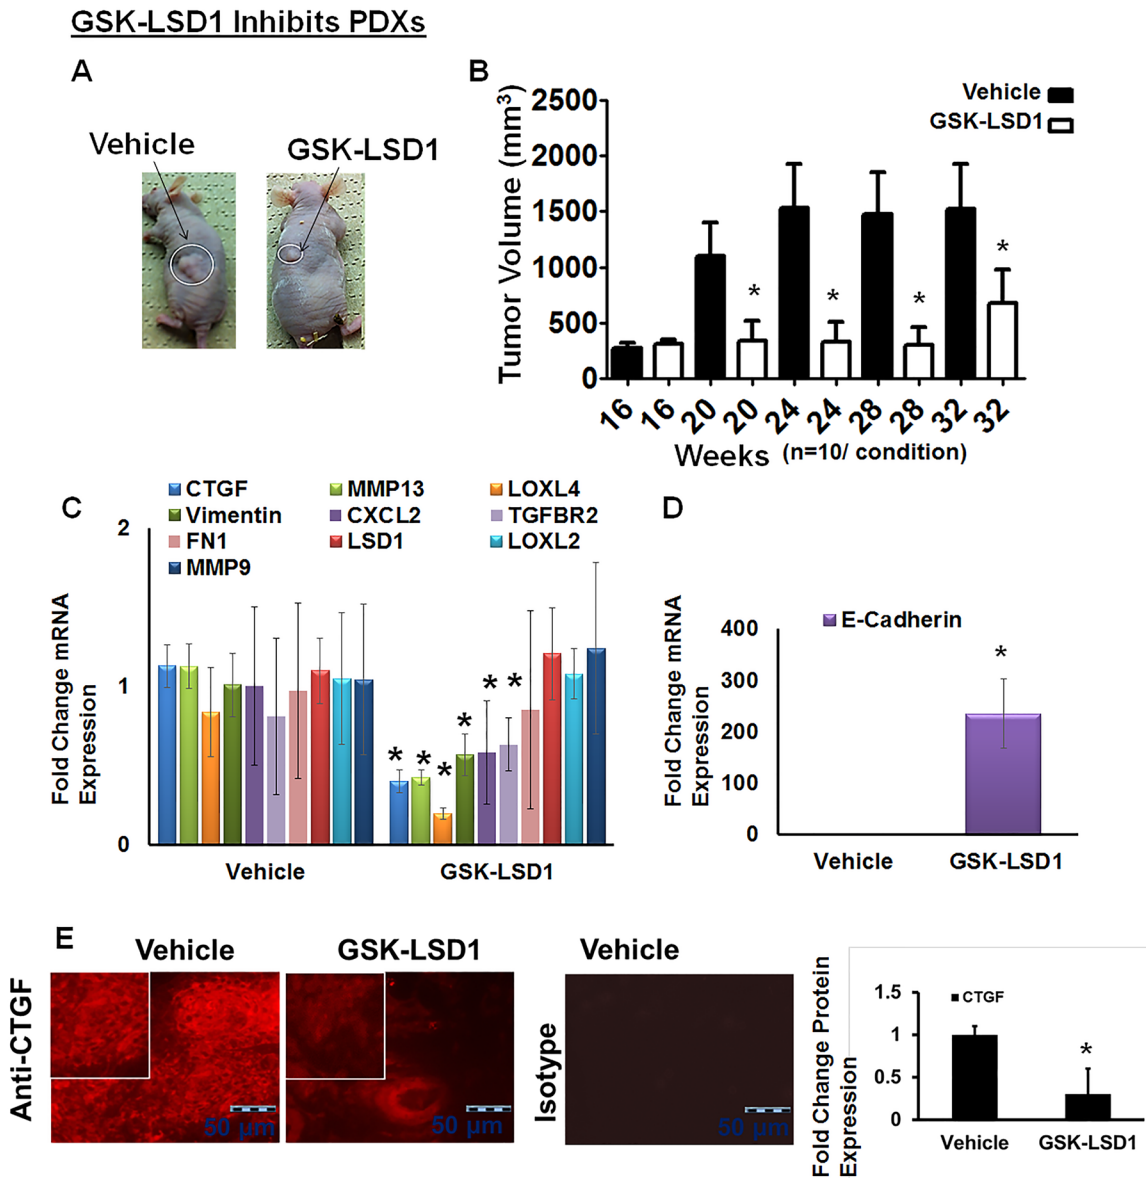 GSK-LSD1 Inhibits PDXs
A
Vehicle
GSK-LSD1
B
Tumor Volume (mm3)
2500
2000
1500
1000
500
0
Vehicle
GSK-LSD1
*
*
*
*
16 16 20 20 24 24 28 28 32 32
Weeks (n=10/ condition)
C
CTGF MMP13 LOXL4
Vimentin CXCL2 TGFBR2
FN1 LSD1 LOXL2
MMP9
Fold Change mRNA
Expression
2
1
0
* * * * * *
Vehicle GSK-LSD1
D
Fold Change mRNA
Expression
E-Cadherin
400
300
200
100
0
*
Vehicle GSK-LSD1
E
Vehicle GSK-LSD1 Vehicle
Anti-CTGF
50 µm
50 µm
Isotype
50 µm
Fold Change Protein
Expression
1.5
1
0.5
0
CTGF
*
Vehicle GSK-LSD1